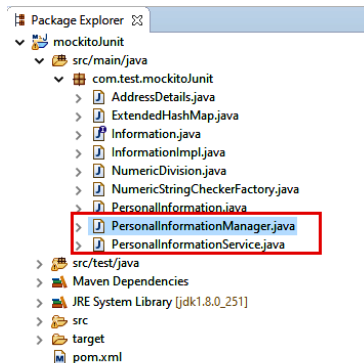 Package Explorer
mockitoJunit
src/main/java
com.test.mockitoJunit
AddressDetails.java
ExtendedHashMap.java
Information.java
InformationImpl.java
NumericDivision.java
NumericStringCheckerFactory.java
PersonalInformation.java
PersonalInformationManager.java
PersonalInformationService.java
src/test/java
Maven Dependencies
JRE System Library [jdk1.8.0_251]
src
target
pom.xml